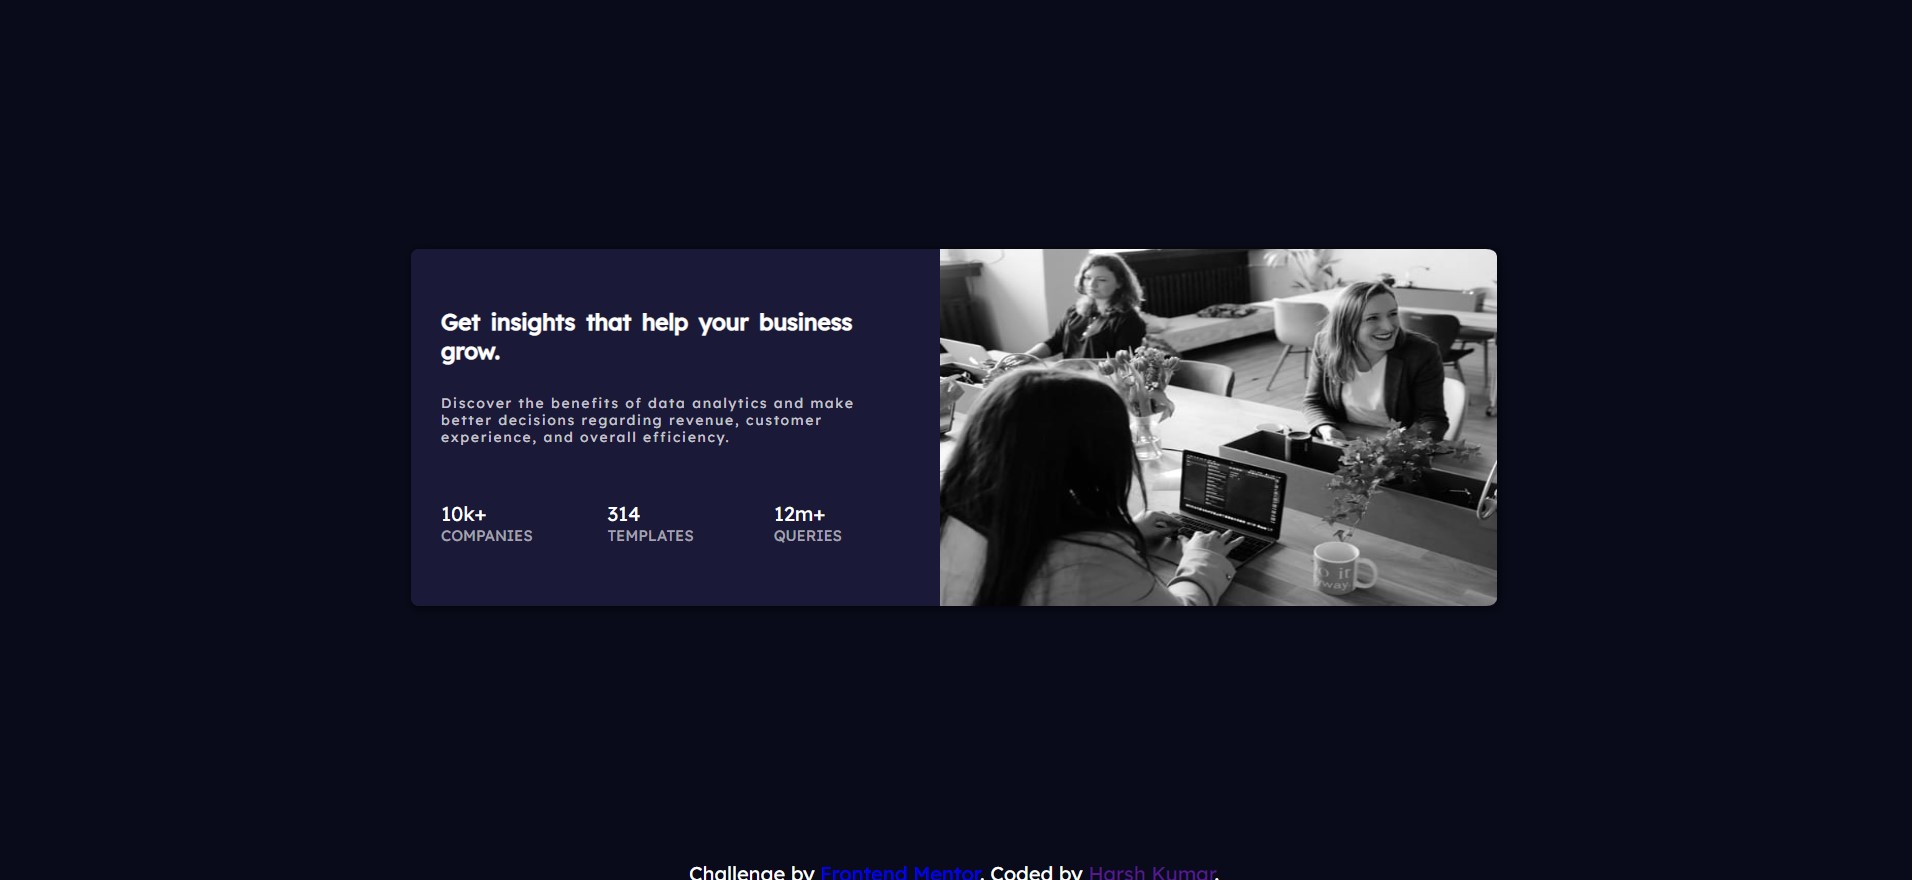 Get insights that help your business
grow.
Discover the benefits of data analytics and make
better decisions regarding revenue, customer
experience, and overall efficiency.
10k+ 314 12m+
COMPANIES TEMPLATES QUERIES
Challenge by Frontend Mentor. Coded by Harsh Kumar.